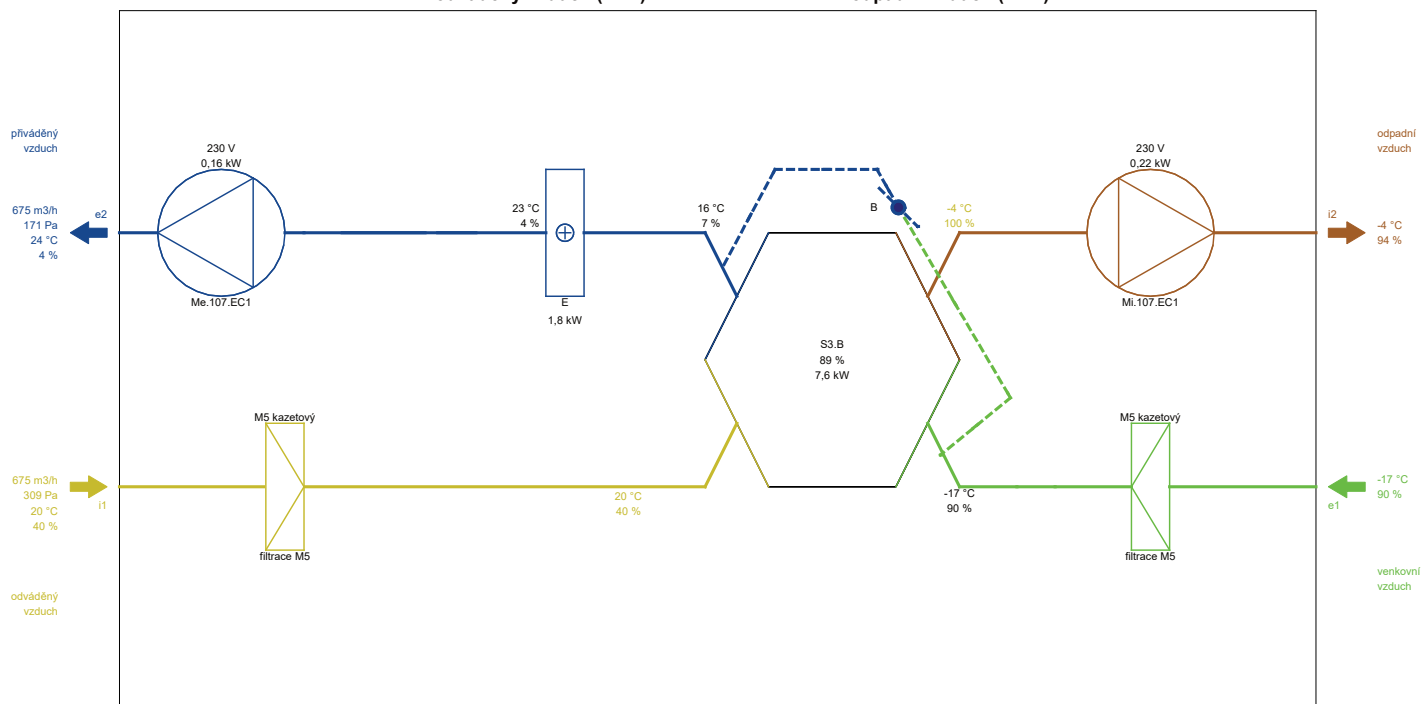 přiváděný
vzduch
230 V
0,16 kW
230 V
0,22 kW
odpadní
vzduch
675 m3/h
171 Pa
24 °C
4 %
e2
23 °C
4 %
16 °C
7 %
B
-4 °C
100 %
i2
-4 °C
94 %
Me.107.EC1
E
1,8 kW
Mi.107.EC1
S3.B
89 %
7,6 kW
M5 kazetový
M5 kazetový
675 m3/h
309 Pa
20 °C
40 %
i1
20 °C
40 %
-17 °C
90 %
e1
-17 °C
90 %
filtrace M5
filtrace M5
odváděný
vzduch
venkovní
vzduch